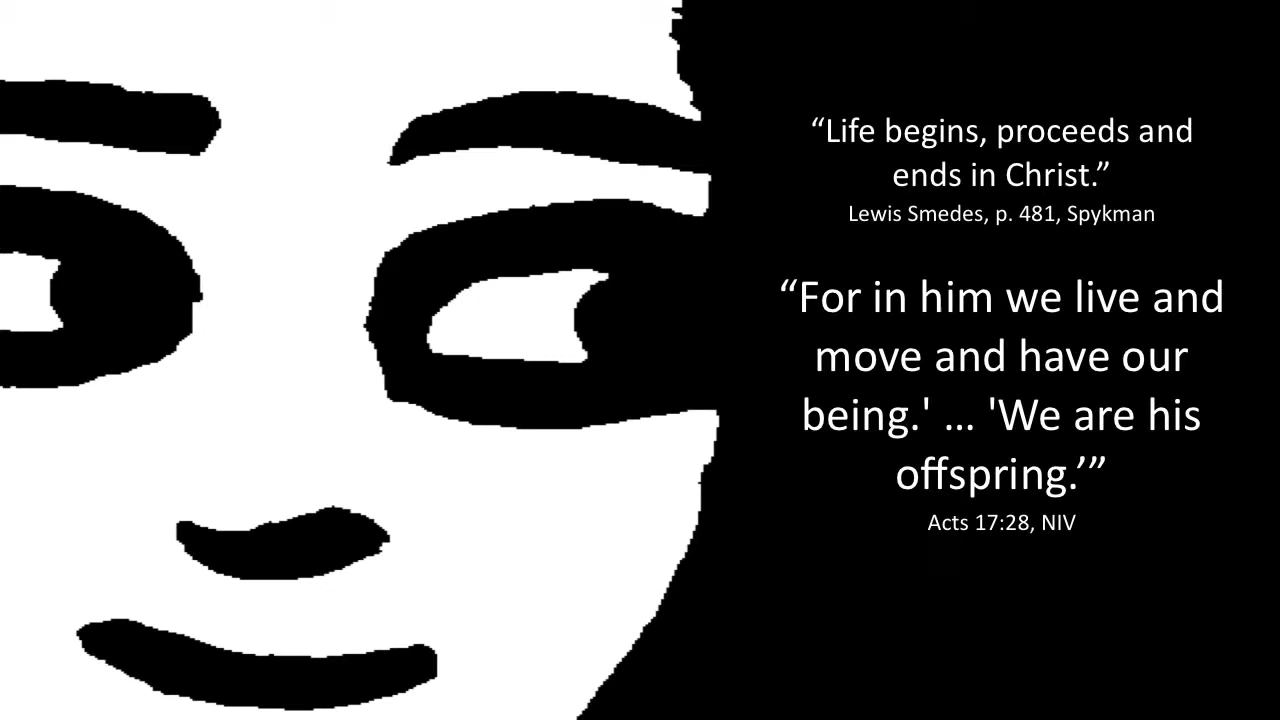 “Life begins, proceeds and
ends in Christ.”
Lewis Smedes, p. 481, Spykman
“For in him we live and
move and have our
being.' … 'We are his
offspring.’”
Acts 17:28, NIV